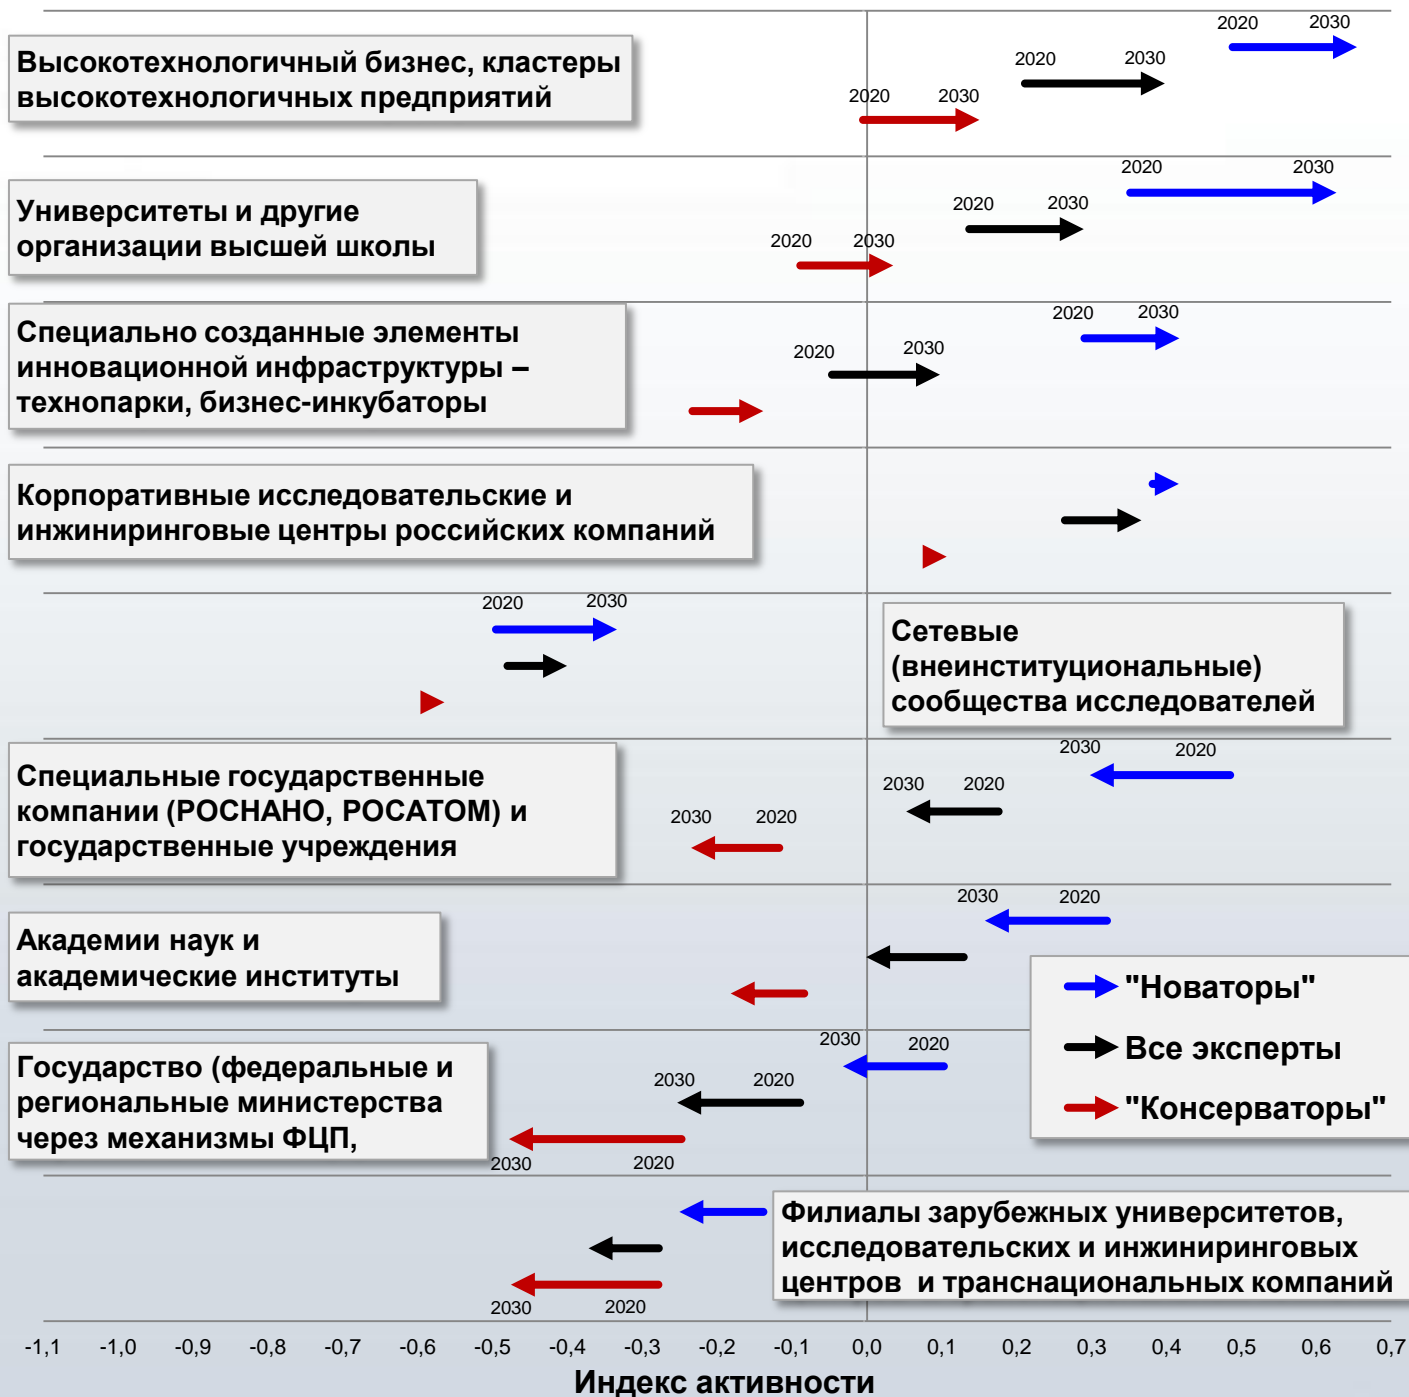 2020 2030
2020 2030
2020 2030
Высокотехнологичный бизнес, кластеры
высокотехнологичных предприятий
2020 2030
2020 2030
2020 2030
Университеты и другие
организации высшей школы
2020 2030
2020 2030
Специально созданные элементы
инновационной инфраструктуры –
технопарки, бизнес-инкубаторы
Корпоративные исследовательские и
инжиниринговые центры российских компаний
2020 2030
Сетевые
(внеинституциональные)
сообщества исследователей
2030 2020
2030 2020
2030 2020
Специальные государственные
компании (РОСНАНО, РОСАТОМ) и
государственные учреждения
2030 2020
Академии наук и
академические институты
"Новаторы"
Все эксперты
"Консерваторы"
2030 2020
2030 2020
Государство (федеральные и
региональные министерства
через механизмы ФЦП,
2030 2020
Филиалы зарубежных университетов,
исследовательских и инжиниринговых
центров и транснациональных компаний
2030 2020
-1,1 -1,0 -0,9 -0,8 -0,7 -0,6 -0,5 -0,4 -0,3 -0,2 -0,1 0,0 0,1 0,2 0,3 0,4 0,5 0,6 0,7
Индекс активности